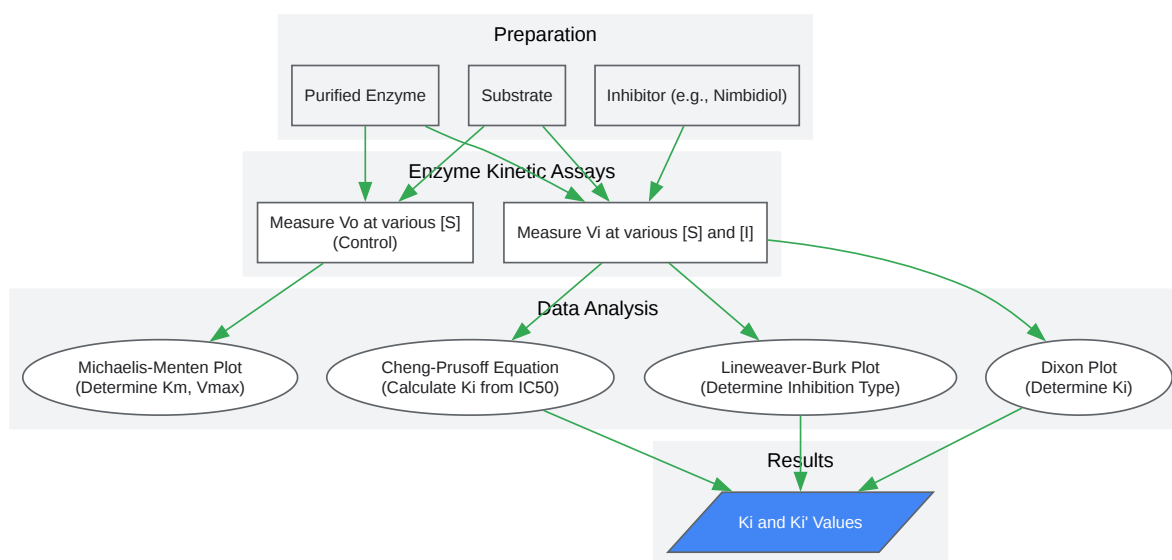 Preparation
Purified Enzyme
Substrate
Inhibitor (e.g., Nimbidiol)
Enzyme Kinetic Assays
Measure Vo at various [S]
(Control)
Measure Vi at various [S] and [I]
Data Analysis
Michaelis-Menten Plot
(Determine Km, Vmax)
Cheng-Prusoff Equation
(Calculate Ki from IC50)
Lineweaver-Burk Plot
(Determine Inhibition Type)
Dixon Plot
(Determine Ki)
Results
Ki and Ki' Values